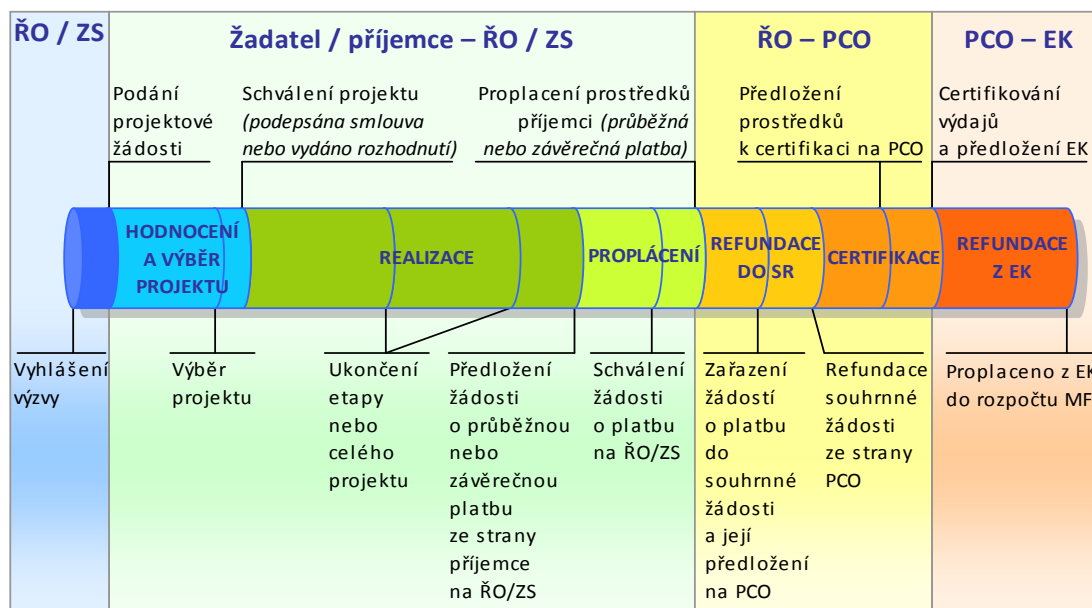 ŘO / ZS
Žadatel / příjemce – ŘO / ZS
ŘO – PCO
PCO – EK
Podání
projektové
žádosti
Schválení projektu
(podepsána smlouva
nebo vydáno rozhodnutí)
Proplacení prostředků
příjemci (průběžná
nebo závěrečná platba)
Předložení
prostředků
k certifikaci na PCO
Certifikování
výdajů
a předložení EK
HODNOCENÍ
A VÝBĚR
PROJEKTU
REALIZACE
PROPLÁCENÍ
REFUNDACE
DO SR
CERTIFIKACE
REFUNDACE
Z EK
Vyhlášení
výzvy
Výběr
projektu
Ukončení
etapy
nebo
celého
projektu
Předložení
žádosti
o průběžnou
nebo
závěrečnou
platbu
ze strany
příjemce
na ŘO/ZS
Schválení
žádosti
o platbu
na ŘO/ZS
Zařazení
žádostí
o platbu
do
souhrnné
žádosti
a její
předložení
na PCO
Refundace
souhrnné
žádosti
ze strany
PCO
Proplaceno z EK
do rozpočtu MF